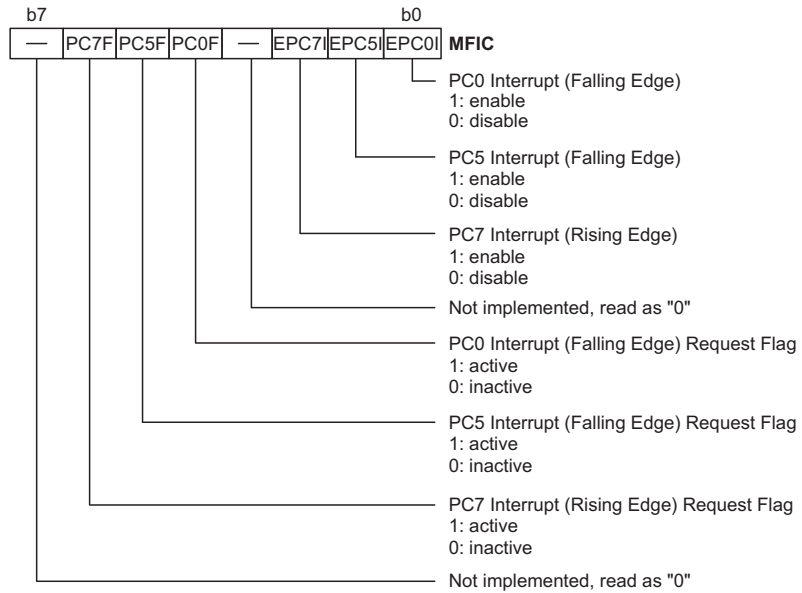 b7 b0
— PC7F PC5F PC0F — EPC7I EPC5I EPC0I MFIC
PC0 Interrupt (Falling Edge)
1: enable
0: disable
PC5 Interrupt (Falling Edge)
1: enable
0: disable
PC7 Interrupt (Rising Edge)
1: enable
0: disable
Not implemented, read as "0"
PC0 Interrupt (Falling Edge) Request Flag
1: active
0: inactive
PC5 Interrupt (Falling Edge) Request Flag
1: active
0: inactive
PC7 Interrupt (Rising Edge) Request Flag
1: active
0: inactive
Not implemented, read as "0"